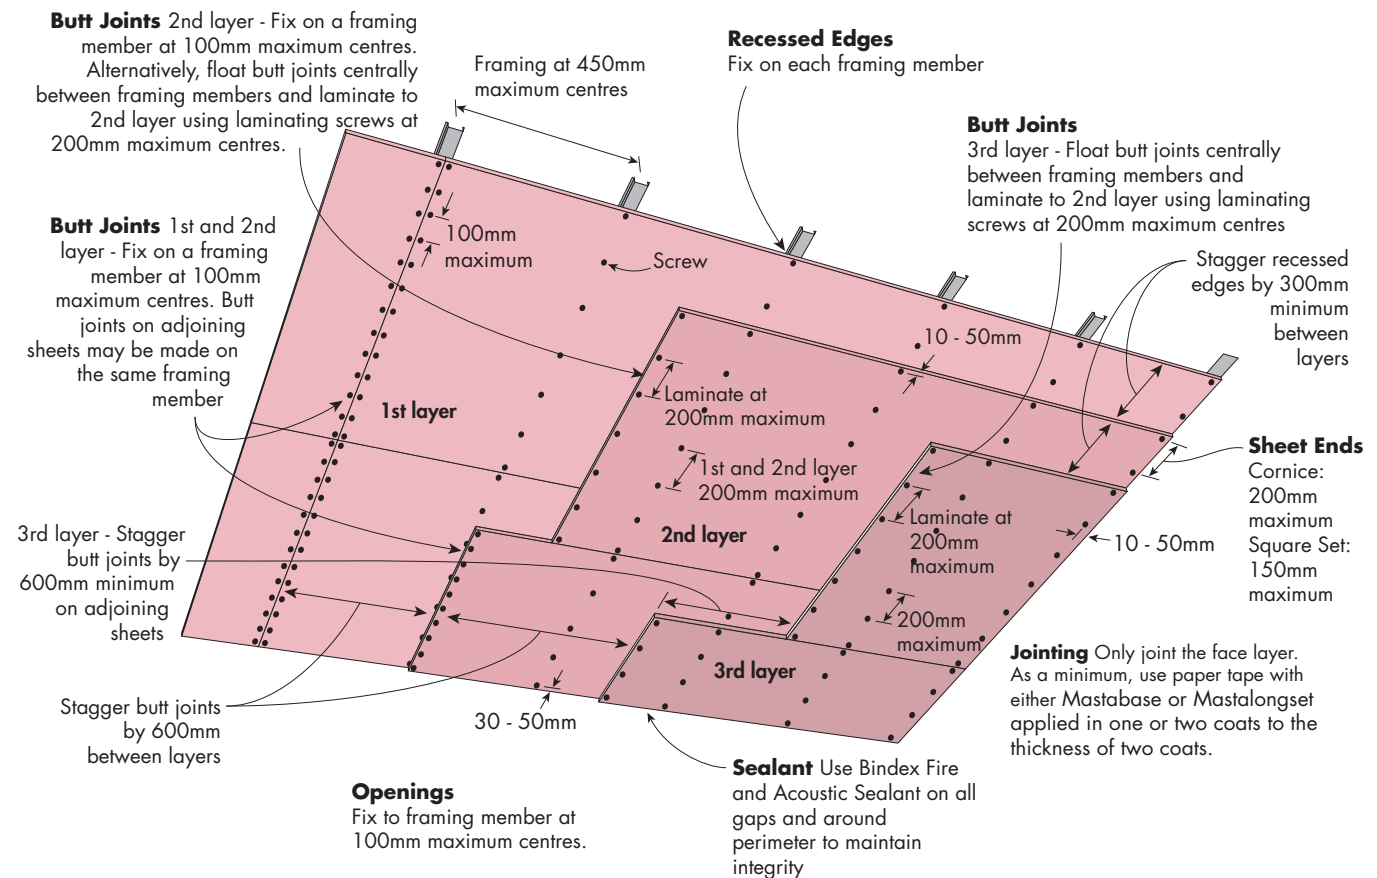 Butt Joints 2nd layer - Fix on a framing
member at 100mm maximum centres.
Alternatively, float butt joints centrally
between framing members and laminate to
2nd layer using laminating screws at
200mm maximum centres.
Framing at 450mm
maximum centres
Recessed Edges
Fix on each framing member
Butt Joints
3rd layer - Float butt joints centrally
between framing members and
laminate to 2nd layer using laminating
screws at 200mm maximum centres
Butt Joints 1st and 2nd
layer - Fix on a framing
member at 100mm
maximum centres. Butt
joints on adjoining
sheets may be made on
the same framing
member
100mm
maximum
Screw
Stagger recessed
edges by 300mm
minimum
between
layers
10 - 50mm
1st layer
Laminate at
200mm maximum
1st and 2nd layer
200mm maximum
2nd layer
Sheet Ends
Cornice:
200mm
maximum
Square Set:
150mm
maximum
Laminate at
200mm
maximum
10 - 50mm
3rd layer - Stagger
butt joints by
600mm minimum
on adjoining
sheets
200mm
maximum
3rd layer
Jointing Only joint the face layer.
As a minimum, use paper tape with
either Mastabase or Mastalongset
applied in one or two coats to the
thickness of two coats.
Stagger butt joints
by 600mm
between layers
30 - 50mm
Openings
Fix to framing member at
100mm maximum centres.
Sealant Use Bindex Fire
and Acoustic Sealant on all
gaps and around
perimeter to maintain
integrity